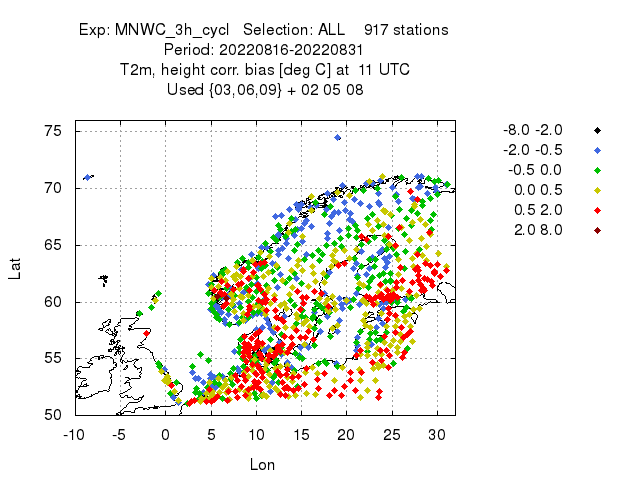 Exp: MNWC_3h_cycl Selection: ALL 917 stations
Period: 20220816-20220831
T2m, height corr. bias [deg C] at 11 UTC
Used {03,06,09} + 02 05 08
75
70
65
60
55
50
Lat
-10 -5 0 5 10 15 20 25 30
Lon
-8.0 -2.0
-2.0 -0.5
-0.5 0.0
0.0 0.5
0.5 2.0
2.0 8.0